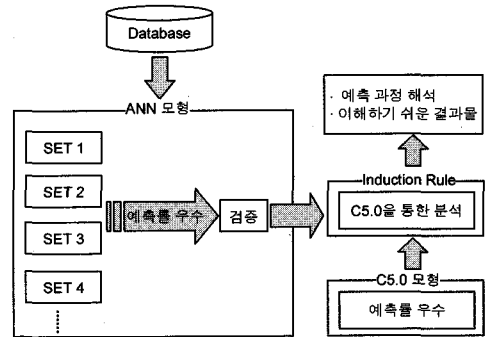 Database
ANN 모형
SET 1
SET 2
SET 3
SET 4
예측률 우수
검증
· 예측 과정 해석
· 이해하기 쉬운 결과물
Induction Rule
C5.0을 통한 분석
C5.0 모형
예측률 우수